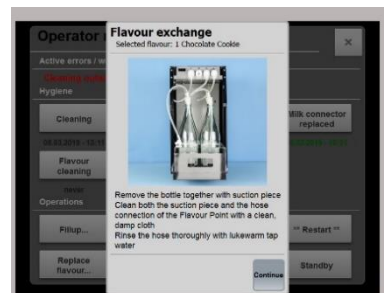 Operator
Flavour exchange
Selected flavour: 1 Chocolate Cookie
×
Active errors / w
Hygiene
Cleaning
Milk connector
replaced
Flavour
cleaning
Remove the bottle together with suction piece
Clean both the suction piece and the hose
connection of the Flavour Point with a clean,
damp cloth
Rinse the hose thoroughly with lukewarm tap
water
Operations
Fillup...
** Restart **
Replace
flavour...
Continue
Standby